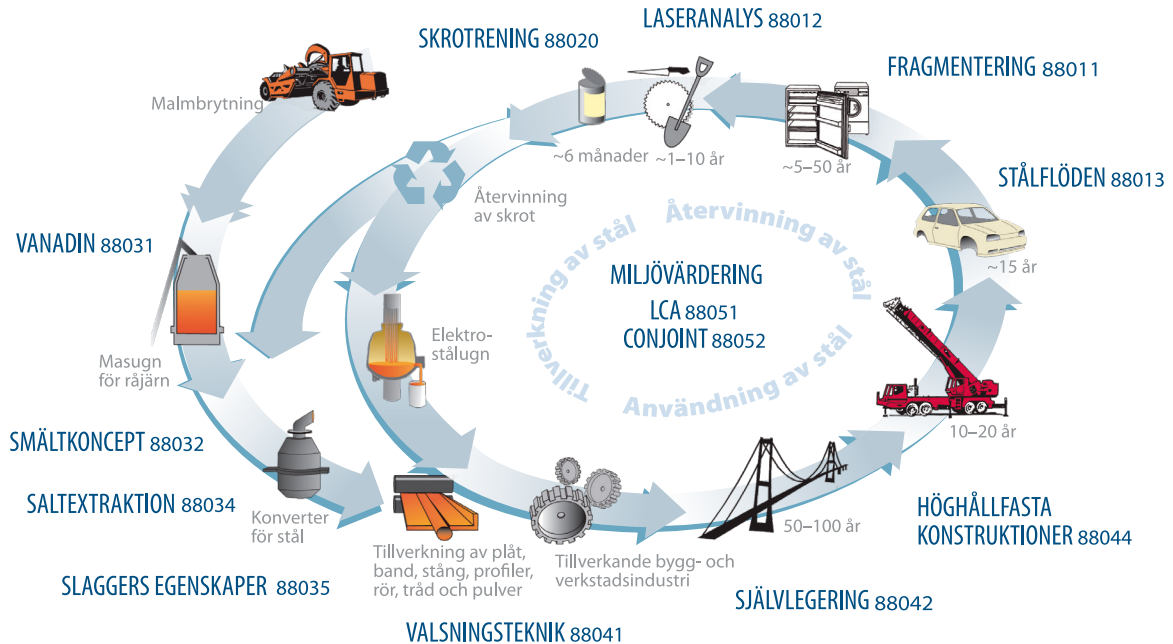 LASERANALYS 88012
SKROTRENING 88020
FRAGMENTERING 88011
Malmbrytning
~6 månader
~1–10 år
~5–50 år
STÅLFLÖDEN 88013
Återvinning
av skrot
VANADIN 88031
~15 år
Tillverkning av stål
Återvinning av stål
Användning av stål
MILJÖVÄRDERING
LCA 88051
CONJOINT 88052
Elektro-
stålugn
Masugn
för råjärn
10–20 år
SMÄLTKONCEPT 88032
SALTEXTRAKTION 88034
Konverter
för stål
50–100 år
HÖGHÅLLFASTA
KONSTRUKTIONER 88044
Tillverkning av plåt,
band, stång, profiler,
rör, tråd och pulver
Tillverkande bygg- och
verkstadsindustri
SLAGGERS EGENSKAPER 88035
SJÄLVLEGERING 88042
VALSNINGSTEKNIK 88041